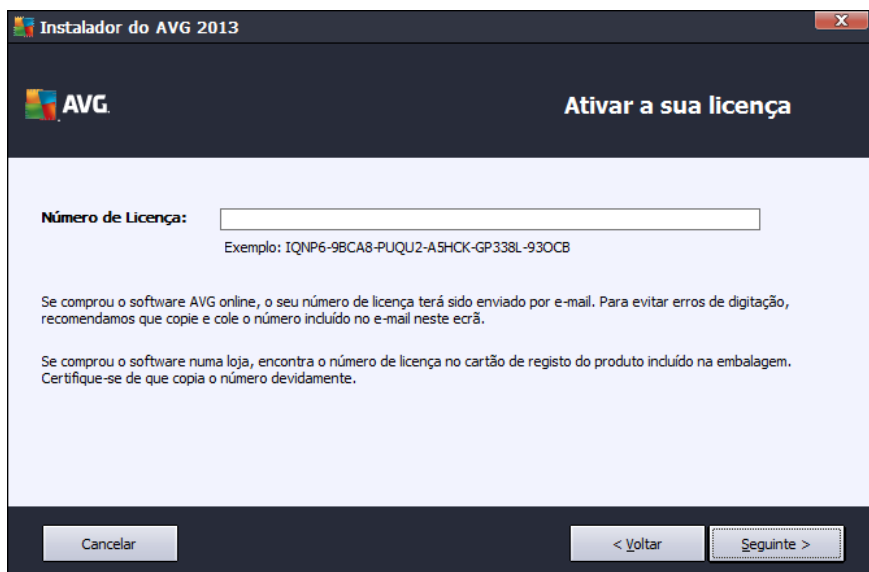 Instalador do AVG 2013
X
AVG.
Ativar a sua licença
Número de Licença:
Exemplo: IQNP6-9BCA8-PUQU2-A5HCK-GP338L-93OCB
Se comprou o software AVG online, o seu número de licença terá sido enviado por e-mail. Para evitar erros de digitação,
recomendamos que copie e cole o número incluído no e-mail neste ecrã.
Se comprou o software numa loja, encontra o número de licença no cartão de registo do produto incluído na embalagem.
Certifique-se de que copia o número devidamente.
Cancelar
< Voltar
Seguinte >